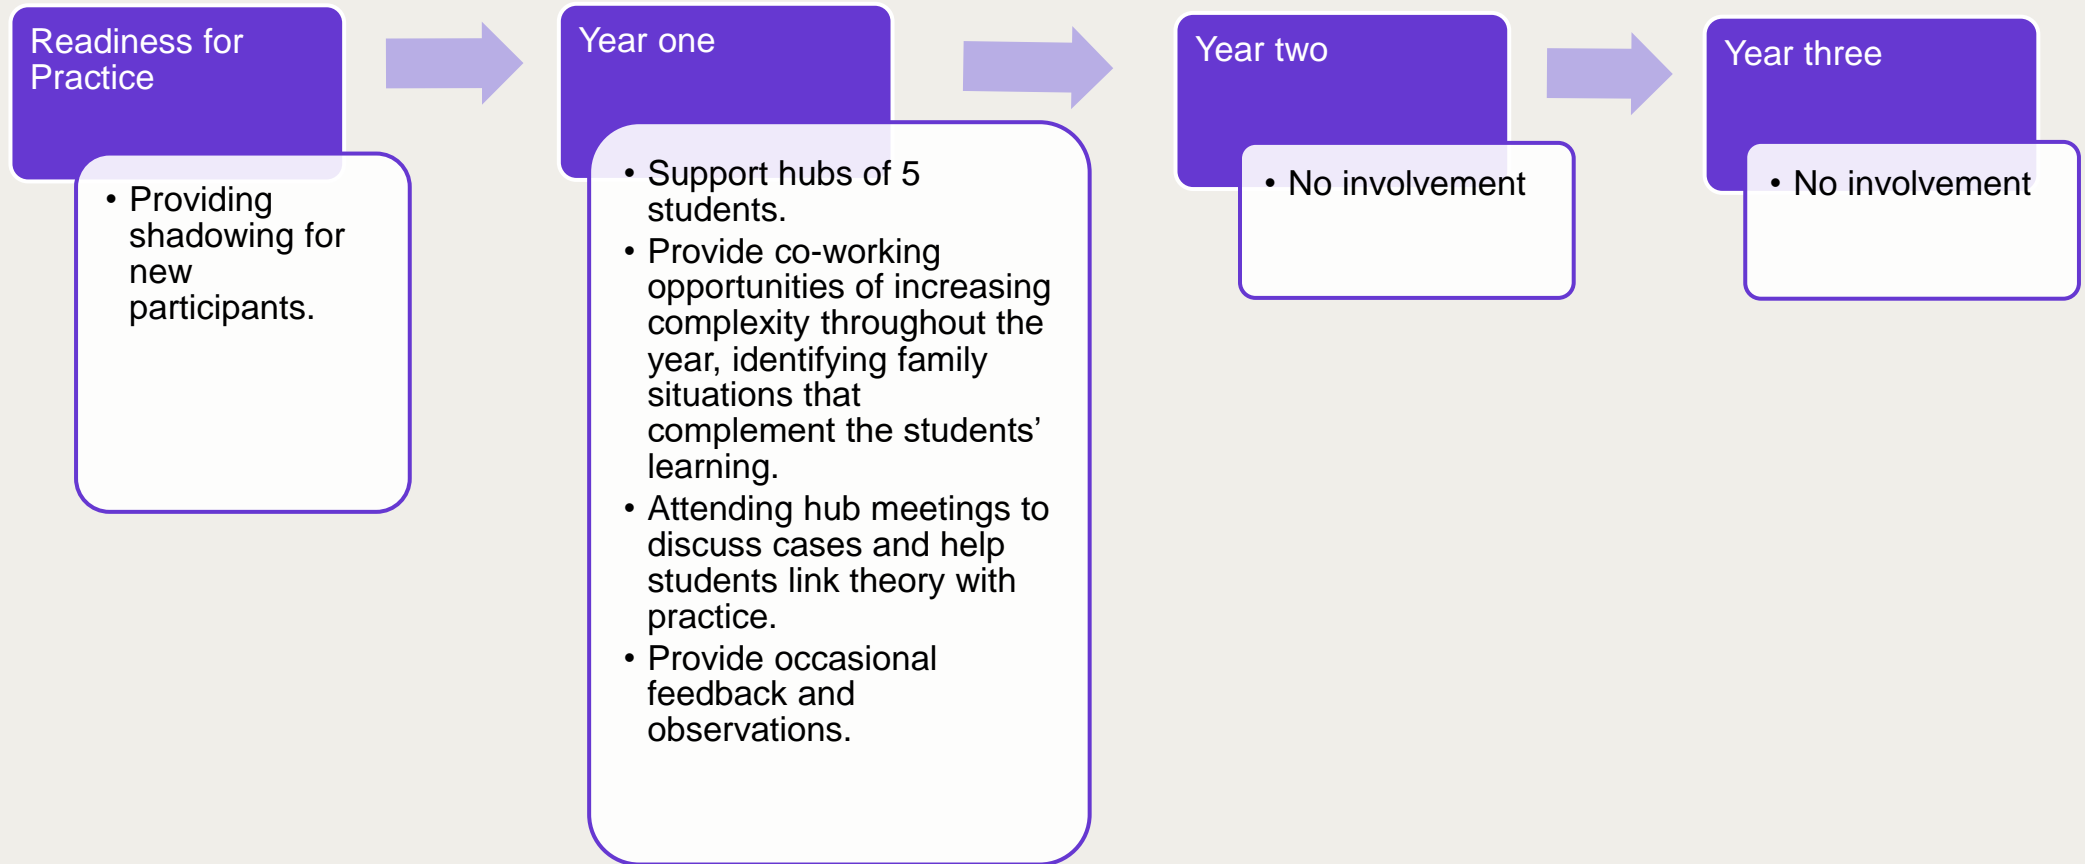 Readiness for
Practice
• Providing
shadowing for
new
participants.
Year one
• Support hubs of 5
students.
• Provide co-working
opportunities of increasing
complexity throughout the
year, identifying family
situations that
complement the students’
learning.
• Attending hub meetings to
discuss cases and help
students link theory with
practice.
• Provide occasional
feedback and
observations.
Year two
• No involvement
Year three
• No involvement